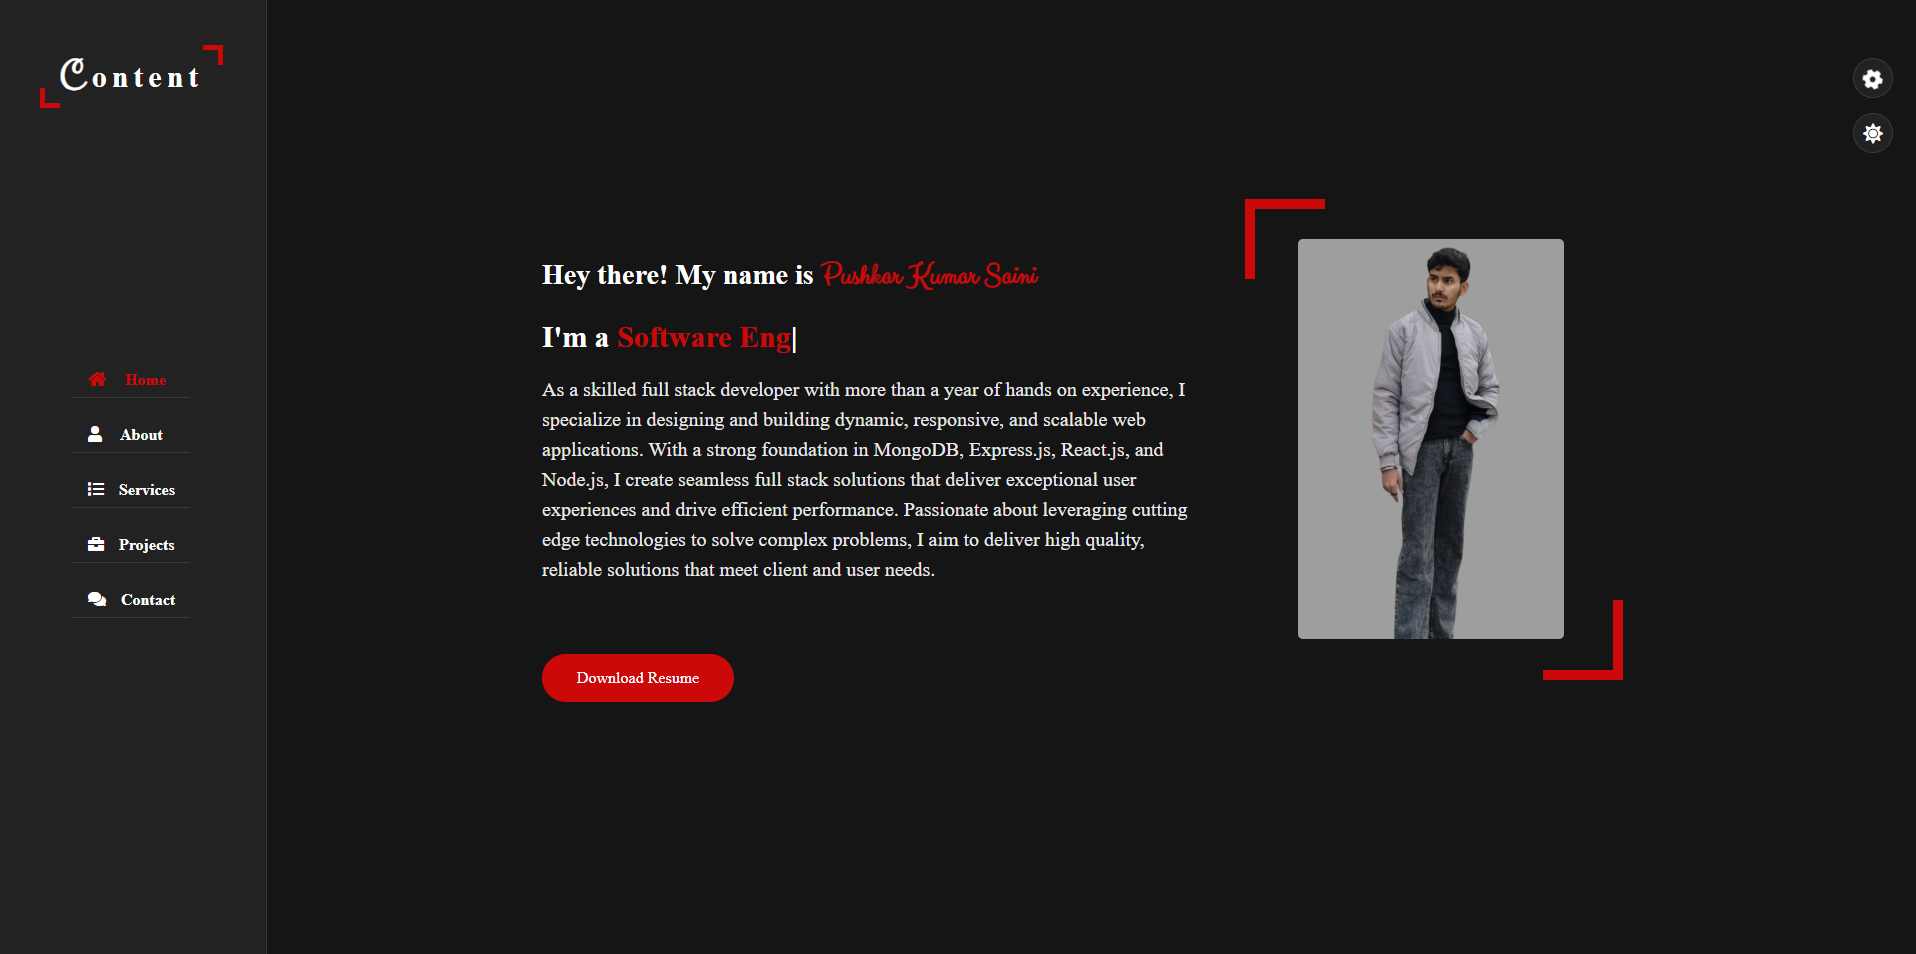 Content
Home
About
Services
Projects
Contact
Hey there! My name is Pushkar Kumar Saini
I'm a Software Eng|
As a skilled full stack developer with more than a year of hands on experience, I
specialize in designing and building dynamic, responsive, and scalable web
applications. With a strong foundation in MongoDB, Express.js, React.js, and
Node.js, I create seamless full stack solutions that deliver exceptional user
experiences and drive efficient performance. Passionate about leveraging cutting
edge technologies to solve complex problems, I aim to deliver high quality,
reliable solutions that meet client and user needs.
Download Resume